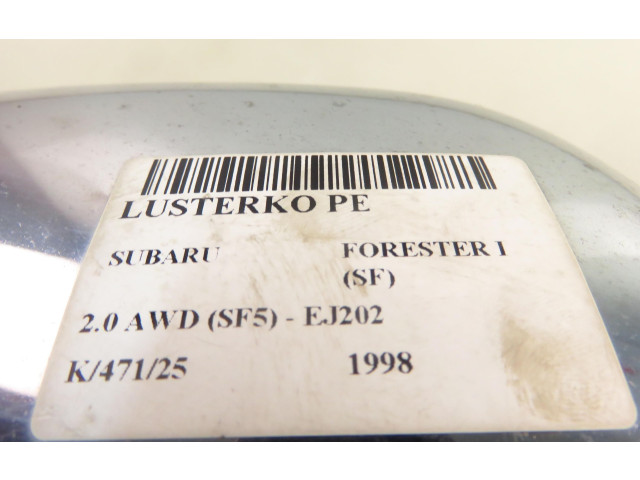 LUSTERKO PE
SUBARU FORESTER I
(SF)
2.0 AWD (SF5) - EJ202
K/471/25 1998